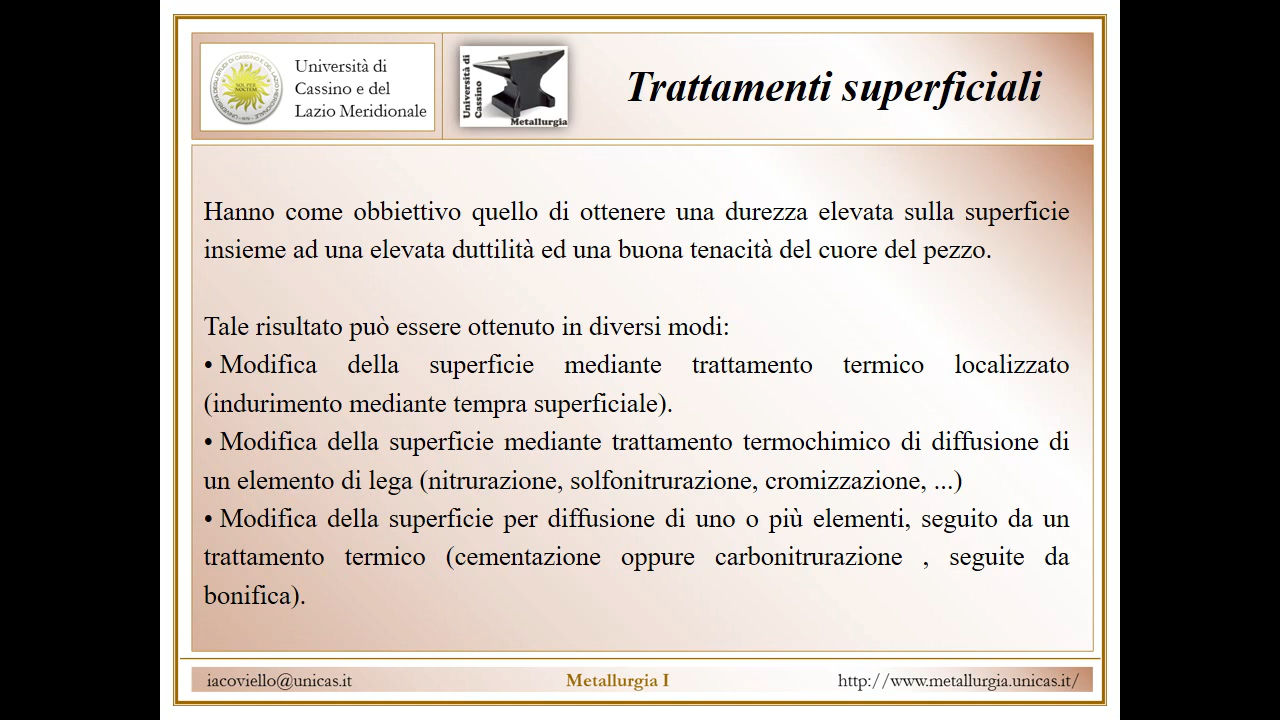 Università di
Cassino e del
Lazio Meridionale
Università di
Cassino
Metallurgia
Trattamenti superficiali
Hanno come obbiettivo quello di ottenere una durezza elevata sulla superficie
insieme ad una elevata duttilità ed una buona tenacità del cuore del pezzo.
Tale risultato può essere ottenuto in diversi modi:
• Modifica della superficie mediante trattamento termico localizzato
(indurimento mediante tempra superficiale).
• Modifica della superficie mediante trattamento termochimico di diffusione di
un elemento di lega (nitrurazione, solfonitrurazione, cromizzazione, ...)
• Modifica della superficie per diffusione di uno o più elementi, seguito da un
trattamento termico (cementazione oppure carbonitrurazione , seguite da
bonifica).
iacoviello@unicas.it
Metallurgia I
http://www.metallurgia.unicas.it/